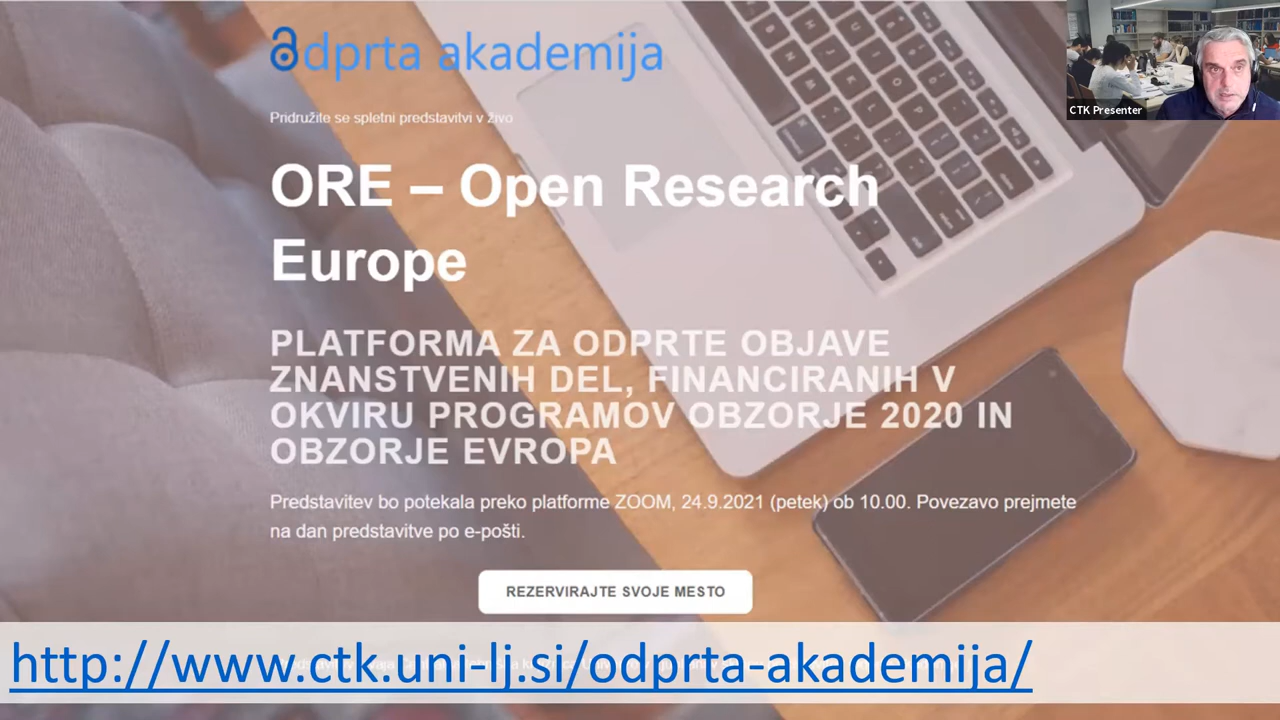 Odprta akademija
CTK Presenter
Pridružite se spletni predstavitvi v živo
ORE – Open Research
Europe
PLATFORMA ZA ODPRTE OBJAVE
ZNANSTVENIH DEL, FINANCIRANIH V
OKVIRU PROGRAMOV OBZORJE 2020 IN
OBZORJE EVROPA
Predstavitev bo potekala preko platforme ZOOM, 24.9.2021 (petek) ob 10.00. Povezavo prejmete
na dan predstavitve po e-pošti.
REZERVIRAJTE SVOJE MESTO
http://www.ctk.uni-lj.si/odprta-akademija/